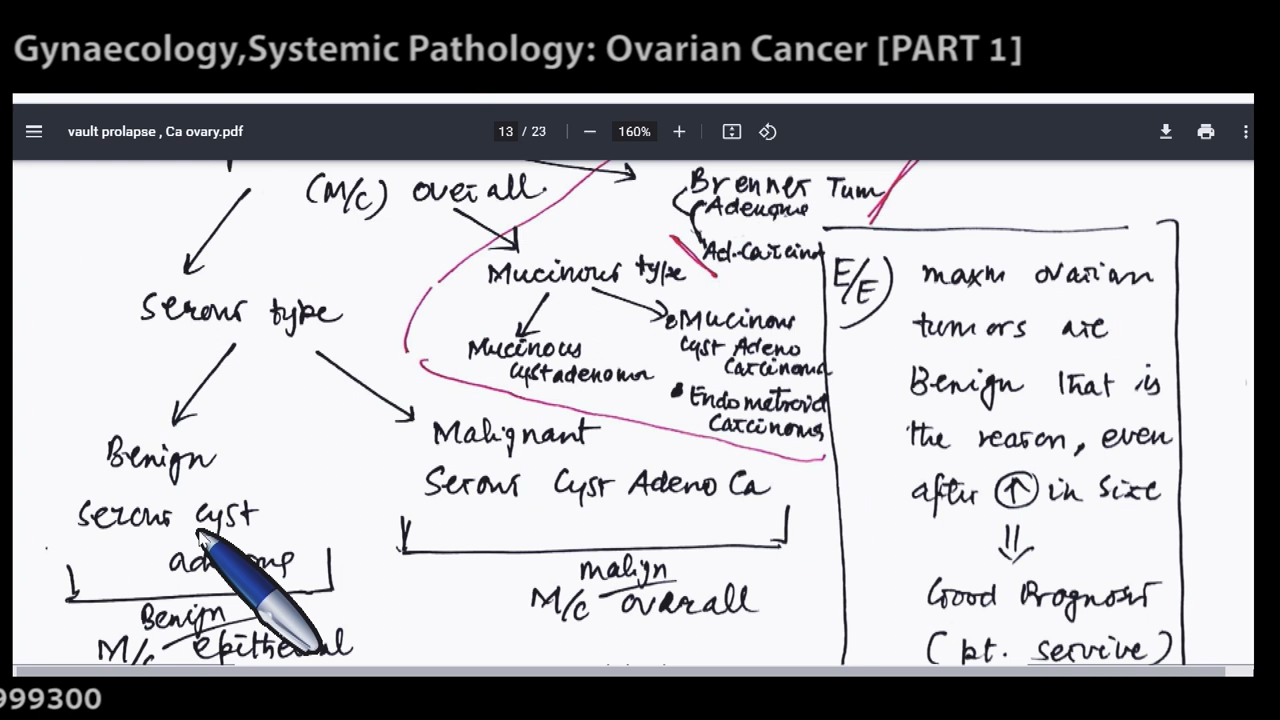 Gynaecology,Systemic Pathology: Ovarian Cancer [PART 1]
vault prolapse , Ca ovary.pdf
13 / 23
160%
(M/C) overall.
Brenner Tum
Adenoma
Ad.Carcino
Mucinous type
Serous type
Mucinous
cystadenoma
Mucinous
Cyst Adeno
Carcinoma
Endometroid
Carcinoma
Benign
Serous cyst
Benign
M/c epithelial
Malignant
Serous Cyst Adeno Ca
malign
M/c overall
E/E)
maxm ovarian
tumors are
Benign that is
the reason, even
after ↑ in size
Good Prognosis
(pt. servive)
999300